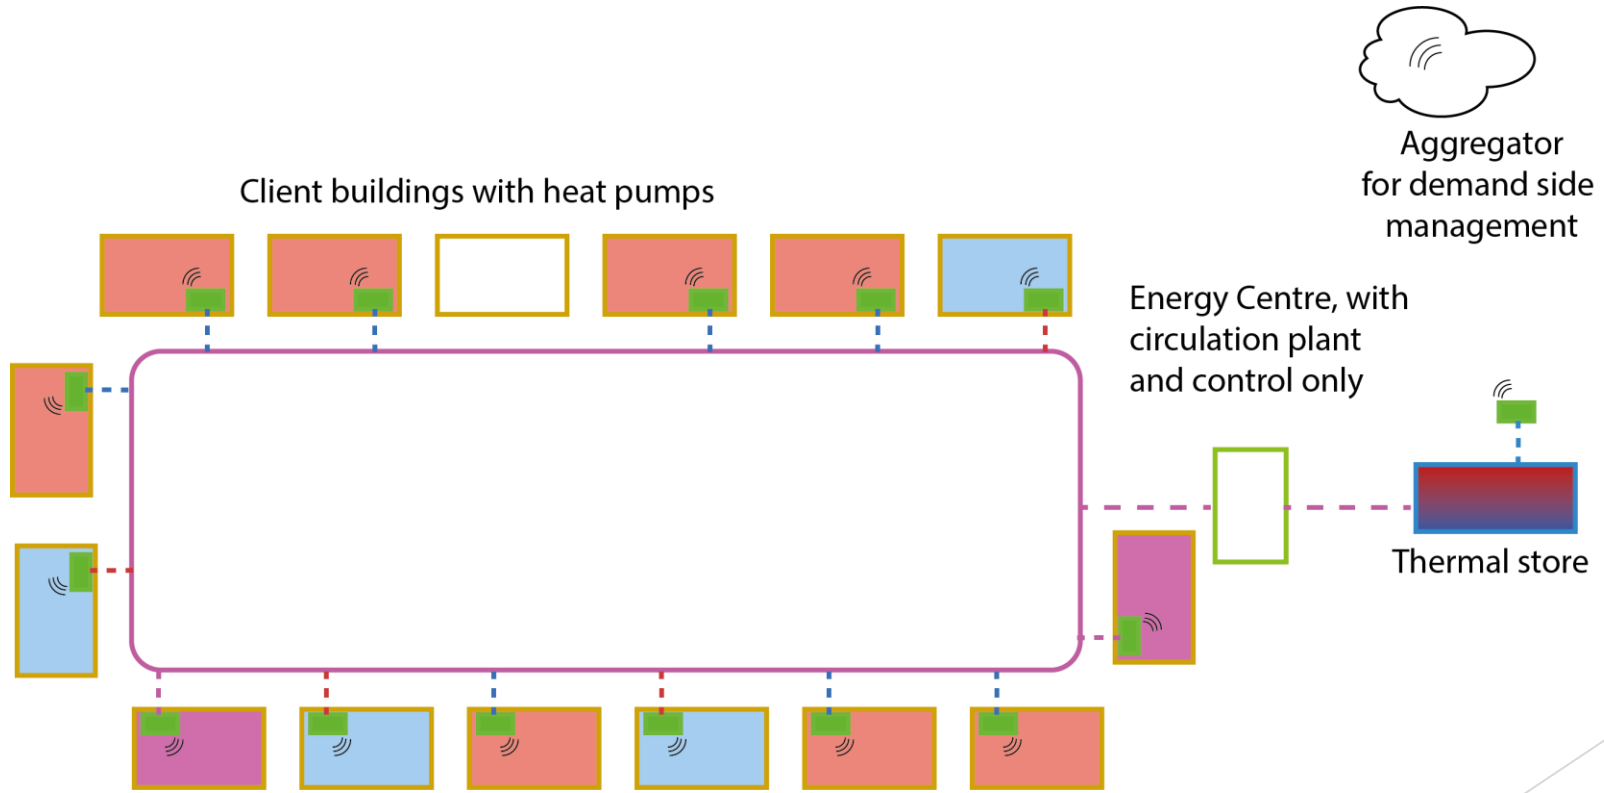 Aggregator
for demand side
management
Client buildings with heat pumps
Energy Centre, with
circulation plant
and control only
Thermal store